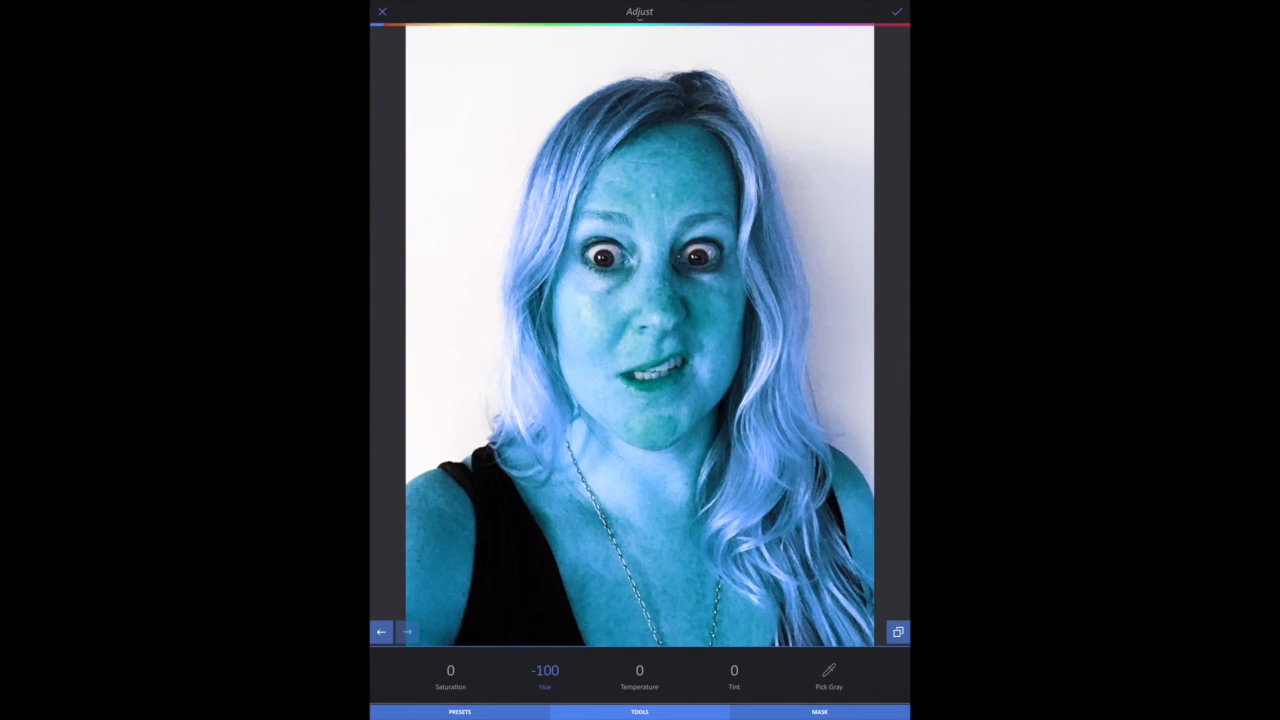 Adjust
0 -100 0 0
Saturation Hue Temperature Tint Pick Gray
PRESETS TOOLS MASK